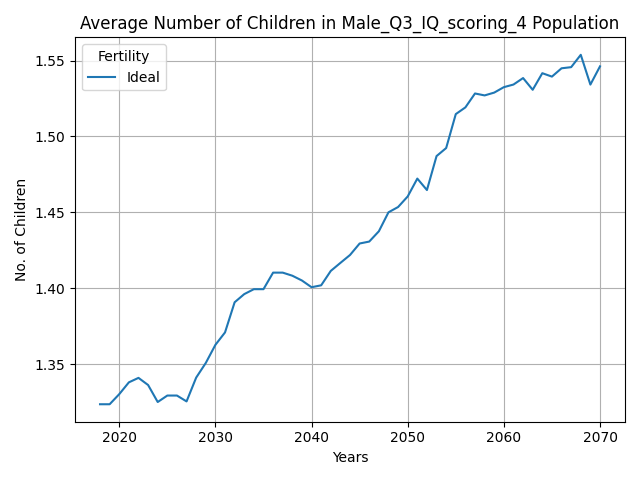 Average Number of Children in Male_Q3_IQ_scoring_4 Population
Fertility
Ideal
No. of Children
1.55
1.50
1.45
1.40
1.35
2020 2030 2040 2050 2060 2070
Years